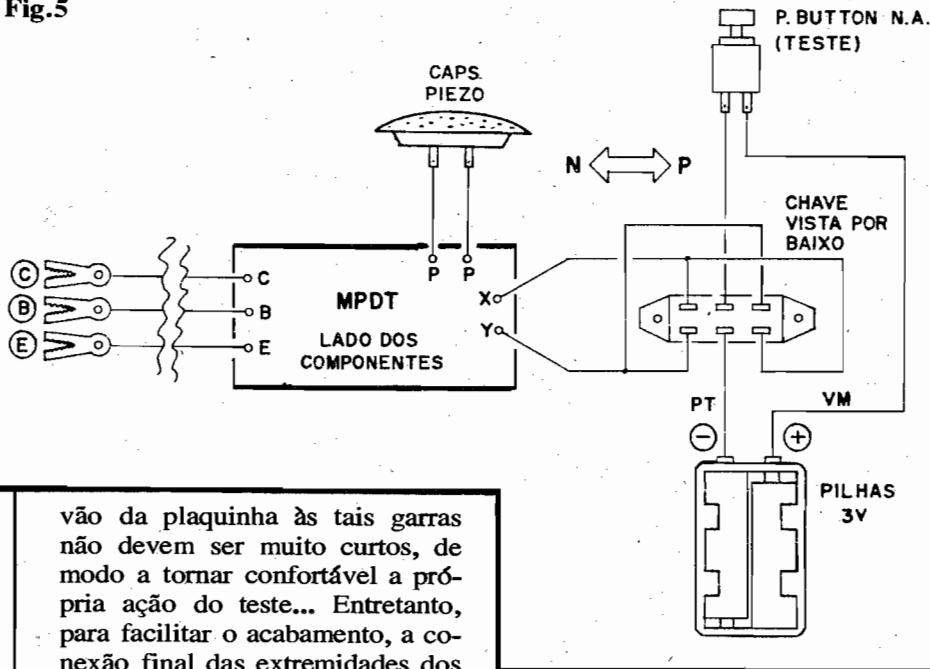 Fig.5
P. BUTTON N.A.
(TESTE)
CAPS.
PIEZO
N P
CHAVE
VISTA POR
BAIXO
C
B
E
C
B
E
P P
X
Y
MPDT
LADO DOS
COMPONENTES
PT
VM
−
+
PILHAS
3V
vão da plaquinha às tais garras
não devem ser muito curtos, de
modo a tornar confortável a pró-
pria ação do teste... Entretanto,
para facilitar o acabamento, a co-
nexão final das extremidades dos